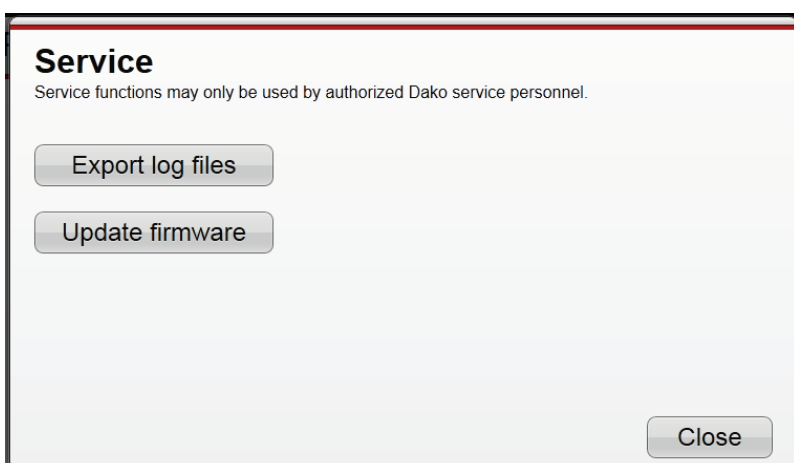 Service
Service functions may only be used by authorized Dako service personnel.
Export log files
Update firmware
Close